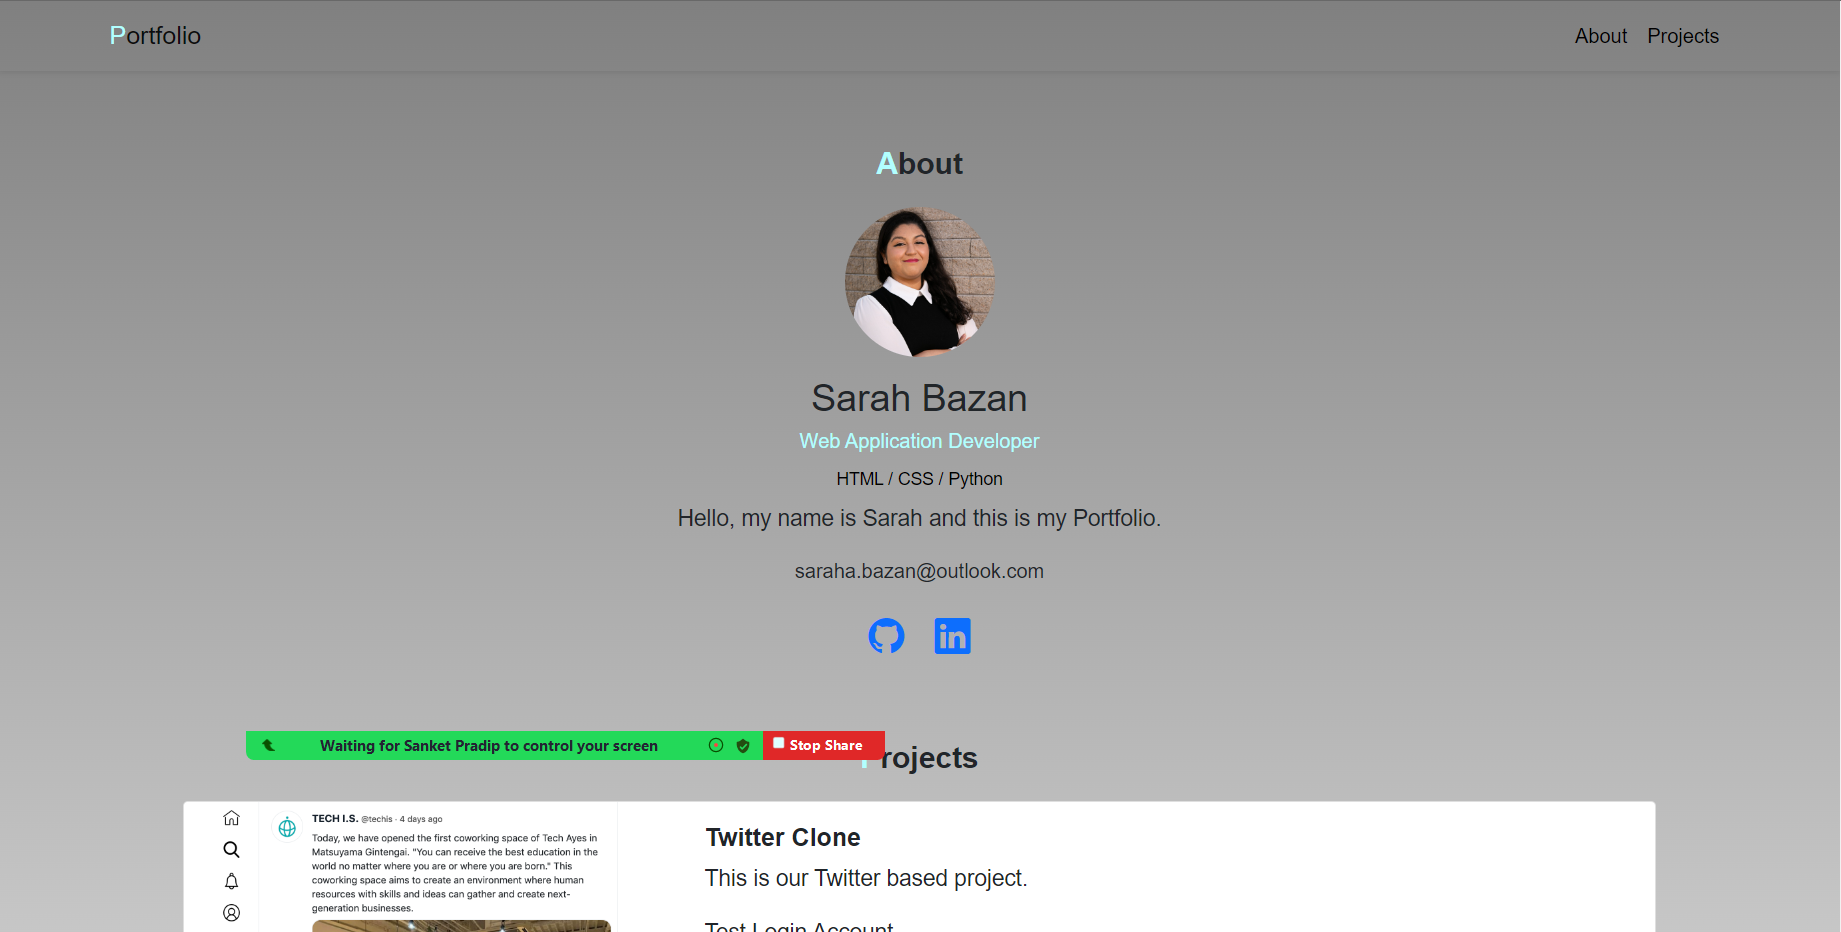 Portfolio
About Projects
About
Sarah Bazan
Web Application Developer
HTML / CSS / Python
Hello, my name is Sarah and this is my Portfolio.
saraha.bazan@outlook.com
in
Waiting for Sanket Pradip to control your screen
Stop Share
Projects
TECH I.S. @techis · 4 days ago
Today, we have opened the first coworking space of Tech Ayes in
Matsuyama Gintengai. "You can receive the best education in the
world no matter where you are or where you are born." This
coworking space aims to create an environment where human
resources with skills and ideas can gather and create next-
generation businesses.
Twitter Clone
This is our Twitter based project.
Test Login Account